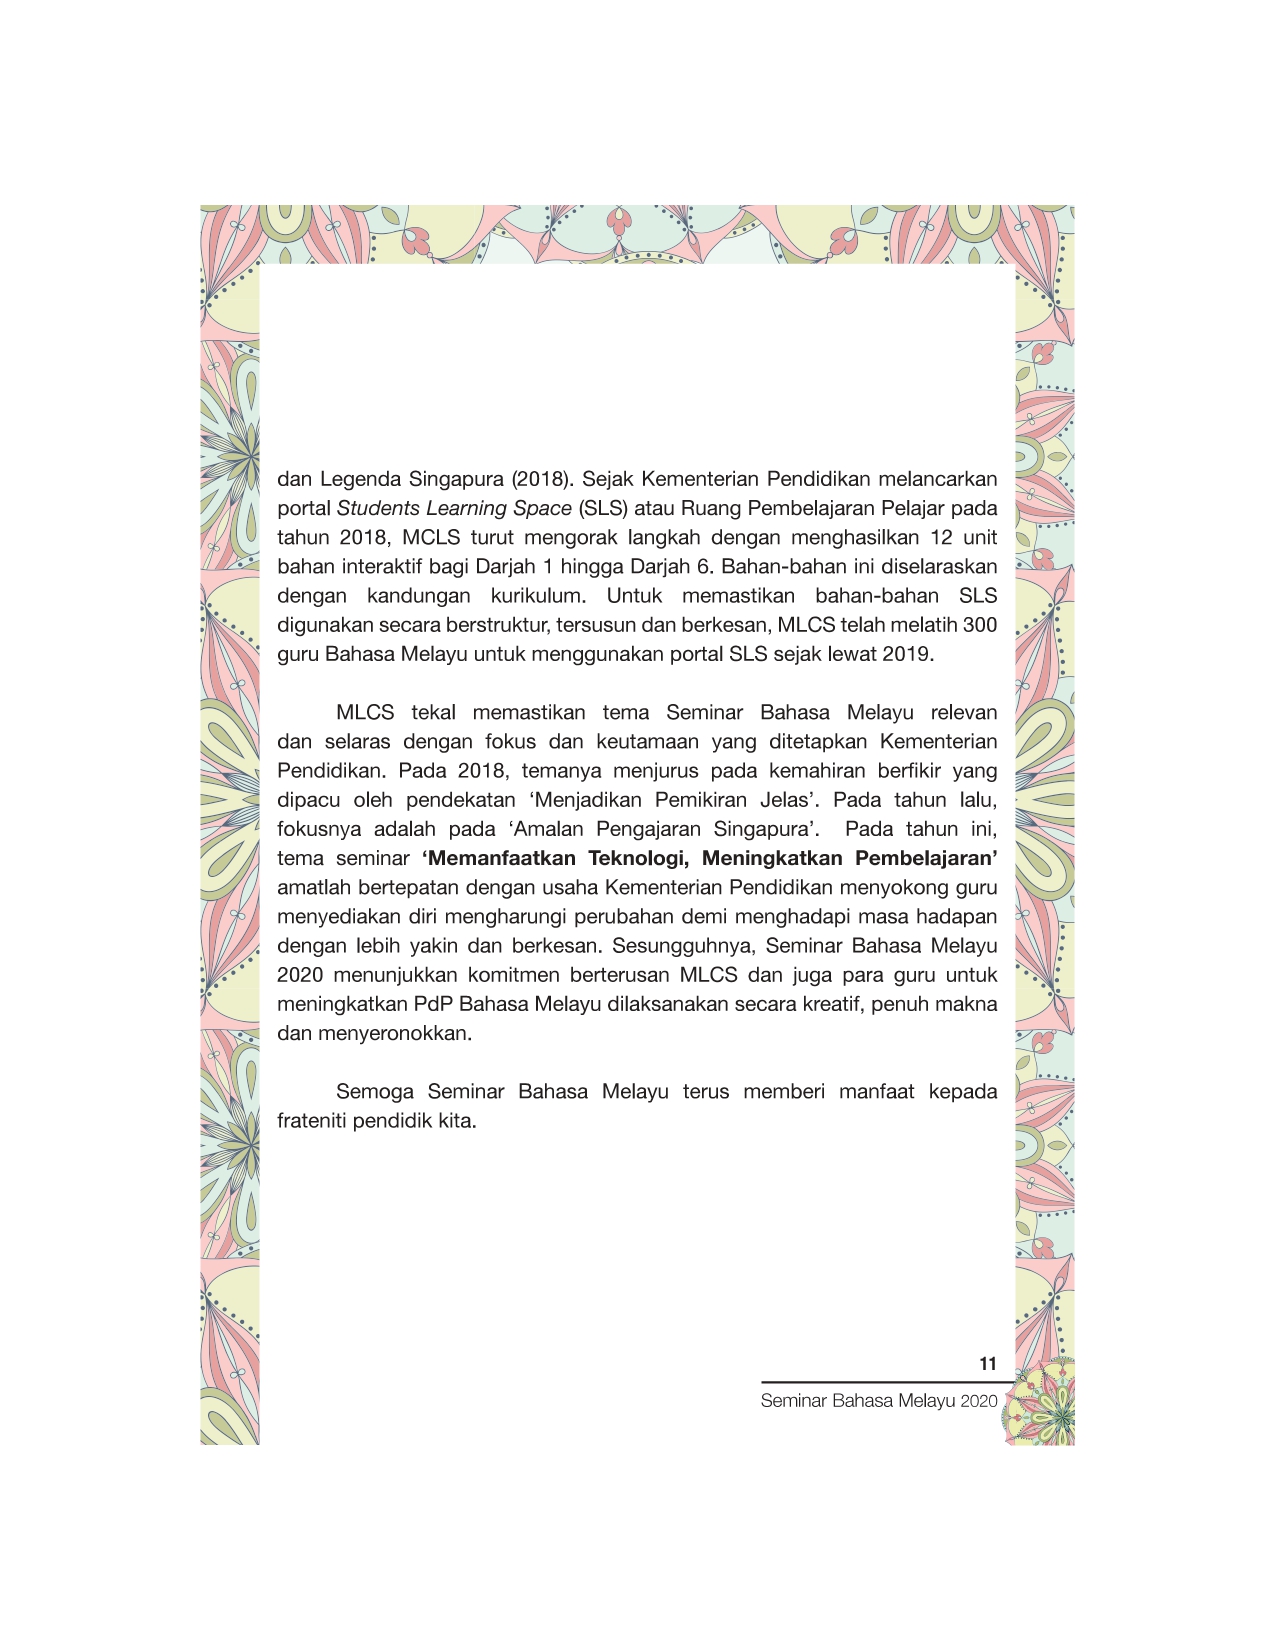 dan Legenda Singapura (2018). Sejak Kementerian Pendidikan melancarkan
portal Students Learning Space (SLS) atau Ruang Pembelajaran Pelajar pada
tahun 2018, MCLS turut mengorak langkah dengan menghasilkan 12 unit
bahan interaktif bagi Darjah 1 hingga Darjah 6. Bahan-bahan ini diselaraskan
dengan kandungan kurikulum. Untuk memastikan bahan-bahan SLS
digunakan secara berstruktur, tersusun dan berkesan, MLCS telah melatih 300
guru Bahasa Melayu untuk menggunakan portal SLS sejak lewat 2019.
MLCS tekal memastikan tema Seminar Bahasa Melayu relevan
dan selaras dengan fokus dan keutamaan yang ditetapkan Kementerian
Pendidikan. Pada 2018, temanya menjurus pada kemahiran berfikir yang
dipacu oleh pendekatan ‘Menjadikan Pemikiran Jelas’. Pada tahun lalu,
fokusnya adalah pada ‘Amalan Pengajaran Singapura’. Pada tahun ini,
tema seminar ‘Memanfaatkan Teknologi, Meningkatkan Pembelajaran’
amatlah bertepatan dengan usaha Kementerian Pendidikan menyokong guru
menyediakan diri mengharungi perubahan demi menghadapi masa hadapan
dengan lebih yakin dan berkesan. Sesungguhnya, Seminar Bahasa Melayu
2020 menunjukkan komitmen berterusan MLCS dan juga para guru untuk
meningkatkan PdP Bahasa Melayu dilaksanakan secara kreatif, penuh makna
dan menyeronokkan.
Semoga Seminar Bahasa Melayu terus memberi manfaat kepada
frateniti pendidik kita.
11
Seminar Bahasa Melayu 2020